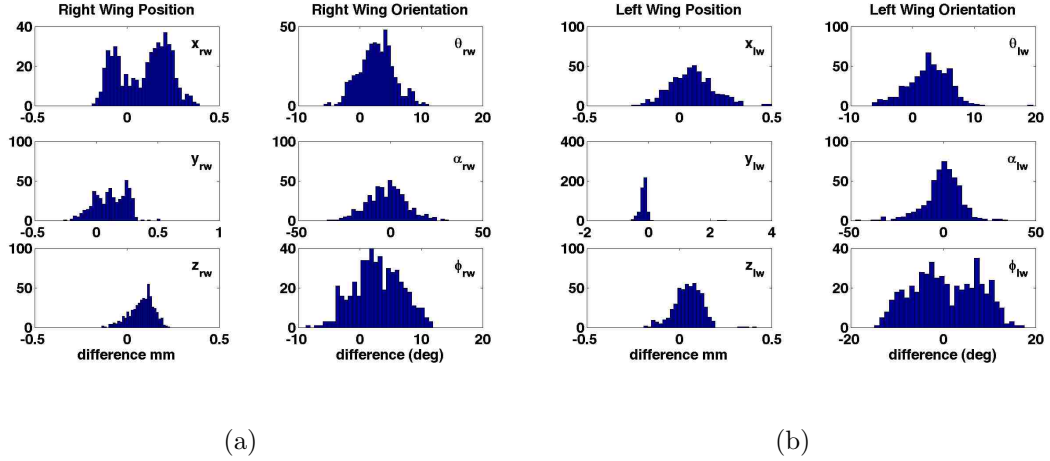 Right Wing Position
Right Wing Orientation
Left Wing Position
Left Wing Orientation
40
20
0
-0.5 0 0.5
x_rw
50
0
-10 0 10 20
θ_rw
100
50
0
-0.5 0 0.5
x_lw
100
50
0
-10 0 10 20
θ_lw
100
50
0
-0.5 0 0.5 1
y_rw
100
50
0
-50 0 50
α_rw
400
200
0
-2 0 2 4
y_lw
100
50
0
-50 0 50
α_lw
100
50
0
-0.5 0 0.5
z_rw
difference mm
40
20
0
-10 0 10 20
ϕ_rw
difference (deg)
100
50
0
-0.5 0 0.5
z_lw
difference mm
40
20
0
-20 0 20
ϕ_lw
difference (deg)
(a)
(b)